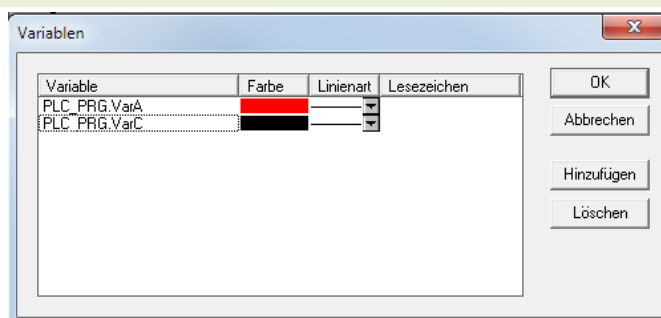 Variablen
Variable Farbe Linienart Lesezeichen
PLC_PRG.VarA
PLC_PRG.VarC
OK
Abbrechen
Hinzufügen
Löschen